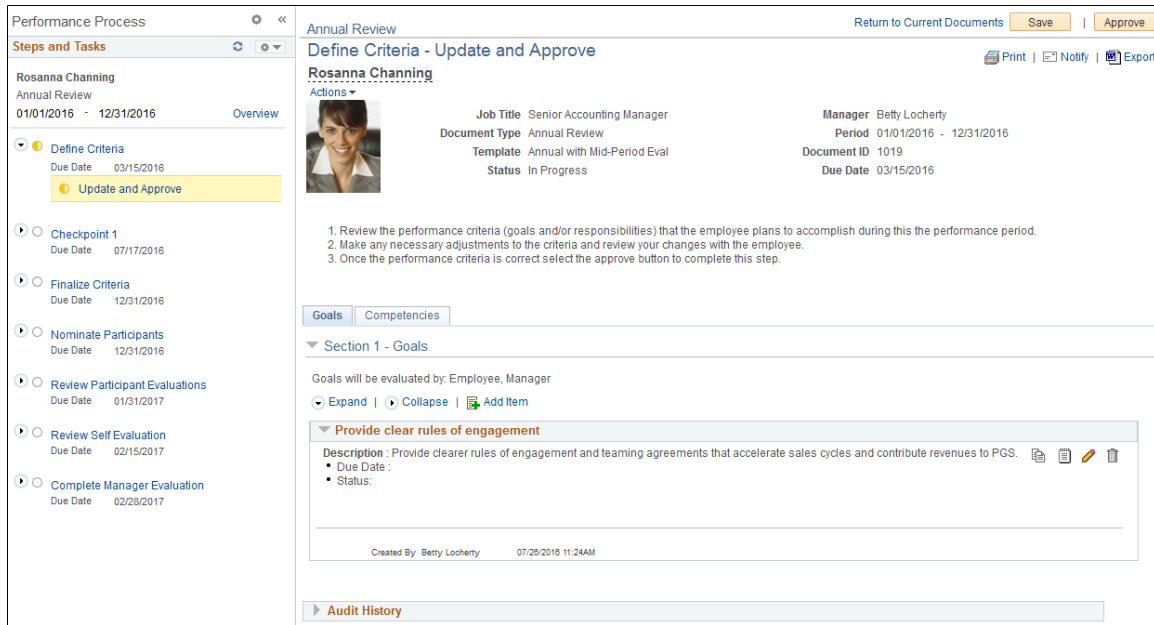 Performance Process
Steps and Tasks
Rosanna Channing
Annual Review
01/01/2016 - 12/31/2016 Overview
Define Criteria
Due Date 03/15/2016
Update and Approve
Checkpoint 1
Due Date 07/17/2016
Finalize Criteria
Due Date 12/31/2016
Nominate Participants
Due Date 12/31/2016
Review Participant Evaluations
Due Date 01/31/2017
Review Self Evaluation
Due Date 02/15/2017
Complete Manager Evaluation
Due Date 02/28/2017
Annual Review
Return to Current Documents Save | Approve
Define Criteria - Update and Approve
Print | Notify | Export
Rosanna Channing
Actions
Job Title Senior Accounting Manager Manager Betty Locherty
Document Type Annual Review Period 01/01/2016 - 12/31/2016
Template Annual with Mid-Period Eval Document ID 1019
Status In Progress Due Date 03/15/2016
1. Review the performance criteria (goals and/or responsibilities) that the employee plans to accomplish during this the performance period.
2. Make any necessary adjustments to the criteria and review your changes with the employee.
3. Once the performance criteria is correct select the approve button to complete this step.
Goals Competencies
Section 1 - Goals
Goals will be evaluated by: Employee, Manager
Expand | Collapse | Add Item
Provide clear rules of engagement
Description : Provide clearer rules of engagement and teaming agreements that accelerate sales cycles and contribute revenues to PGS.
• Due Date :
• Status:
Created By Betty Locherty 07/26/2016 11:24AM
Audit History